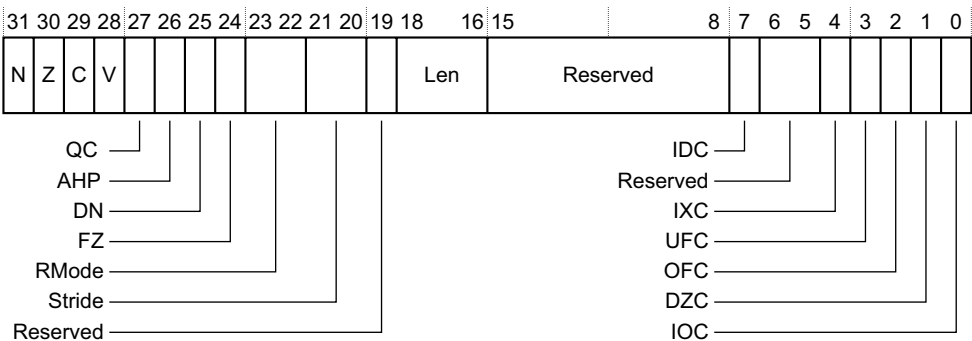 31 30 29 28 27 26 25 24 23 22 21 20 19 18 16 15 8 7 6 5 4 3 2 1 0
N Z C V Len Reserved
QC IDC
AHP Reserved
DN IXC
FZ UFC
RMode OFC
Stride DZC
Reserved IOC